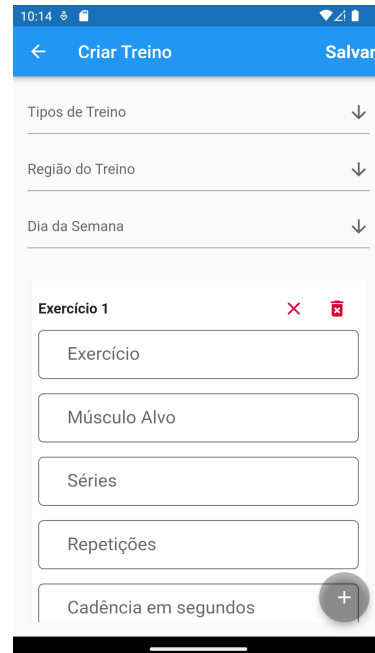 10:14
Criar Treino
Salvar
Tipos de Treino
Região do Treino
Dia da Semana
Exercício 1
Exercício
Músculo Alvo
Séries
Repetições
Cadência em segundos